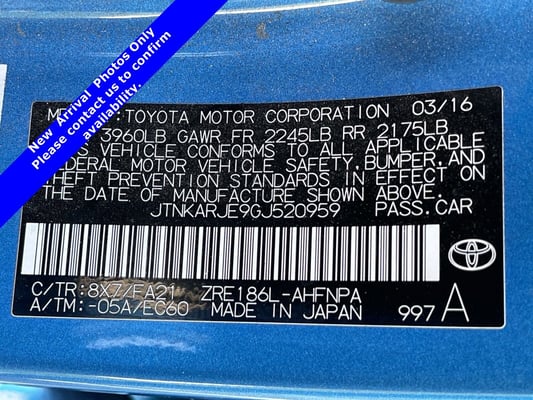 New Arrival Photos Only
Please contact us to confirm
availability
TOYOTA MOTOR CORPORATION 03/16
3960LB GAWR FR 2245LB RR 2175LB
VEHICLE CONFORMS TO ALL APPLICABLE
FEDERAL MOTOR VEHICLE SAFETY, BUMPER, AND
THEFT PREVENTION STANDARDS IN EFFECT ON
THE DATE OF MANUFACTURE SHOWN ABOVE.
JTNKARJE9GJ520959 PASS.CAR
C/TR:8X7/FA21 ZRE186L-AHFNPA
A/TM:-05A/EC60 MADE IN JAPAN 997 A